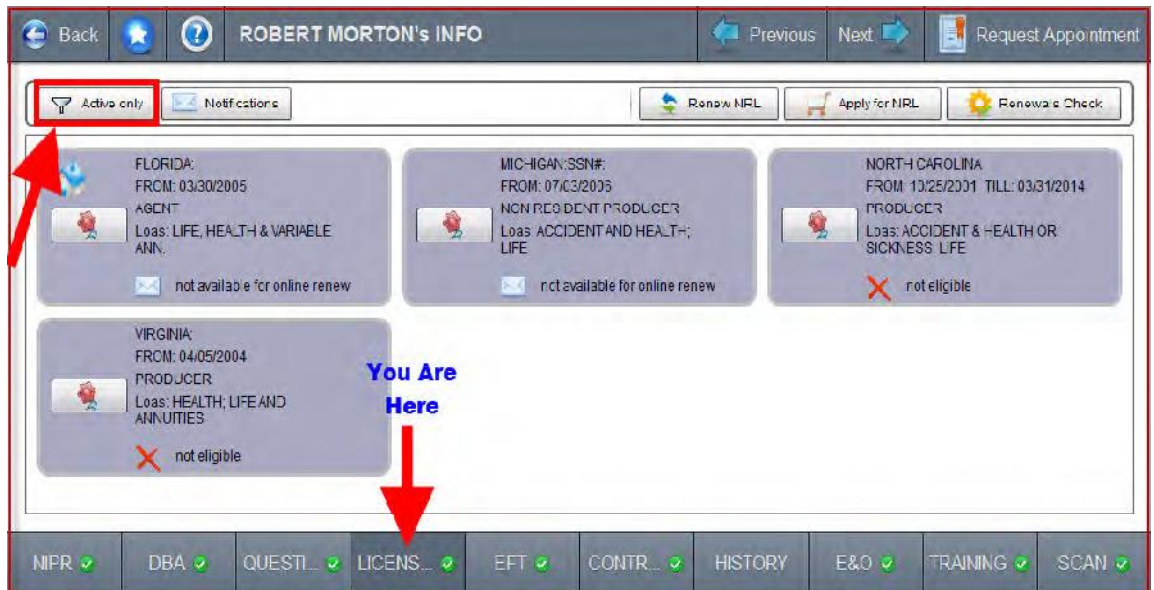 Back
ROBERT MORTON's INFO
Previous
Next
Request Appointment
Active only
Notifications
Renew NRL
Apply for NRL
Renewals Check
FLORIDA:
FROM: 03/30/2005
AGENT
Loas: LIFE, HEALTH & VARIABLE
ANN.
not available for online renew
MICHIGAN:SSN#:
FROM: 07/03/2006
NON RESIDENT PRODUCER
Loas: ACCIDENT AND HEALTH;
LIFE
not available for online renew
NORTH CAROLINA
FROM: 10/25/2001 TILL: 03/31/2014
PRODUCER
Loas: ACCIDENT & HEALTH OR
SICKNESS LIFE
not eligible
VIRGINIA:
FROM: 04/05/2004
PRODUCER
Loas: HEALTH; LIFE AND
ANNUITIES
not eligible
You Are
Here
NIPR
DBA
QUESTI...
LICENS...
EFT
CONTR...
HISTORY
E&O
TRAINING
SCAN